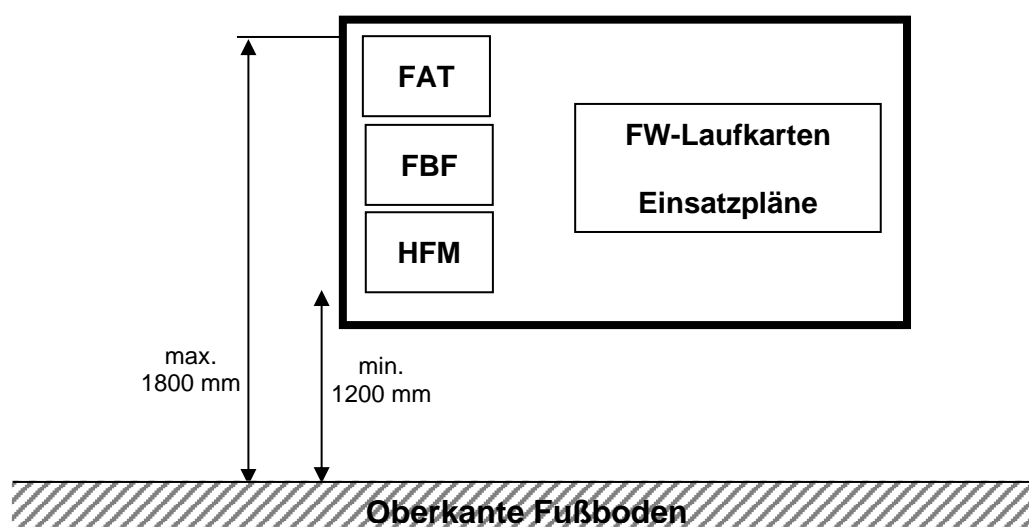 FAT
FBF
HFM
FW-Laufkarten
Einsatzpläne
max.
1800 mm
min.
1200 mm
Oberkante Fußboden